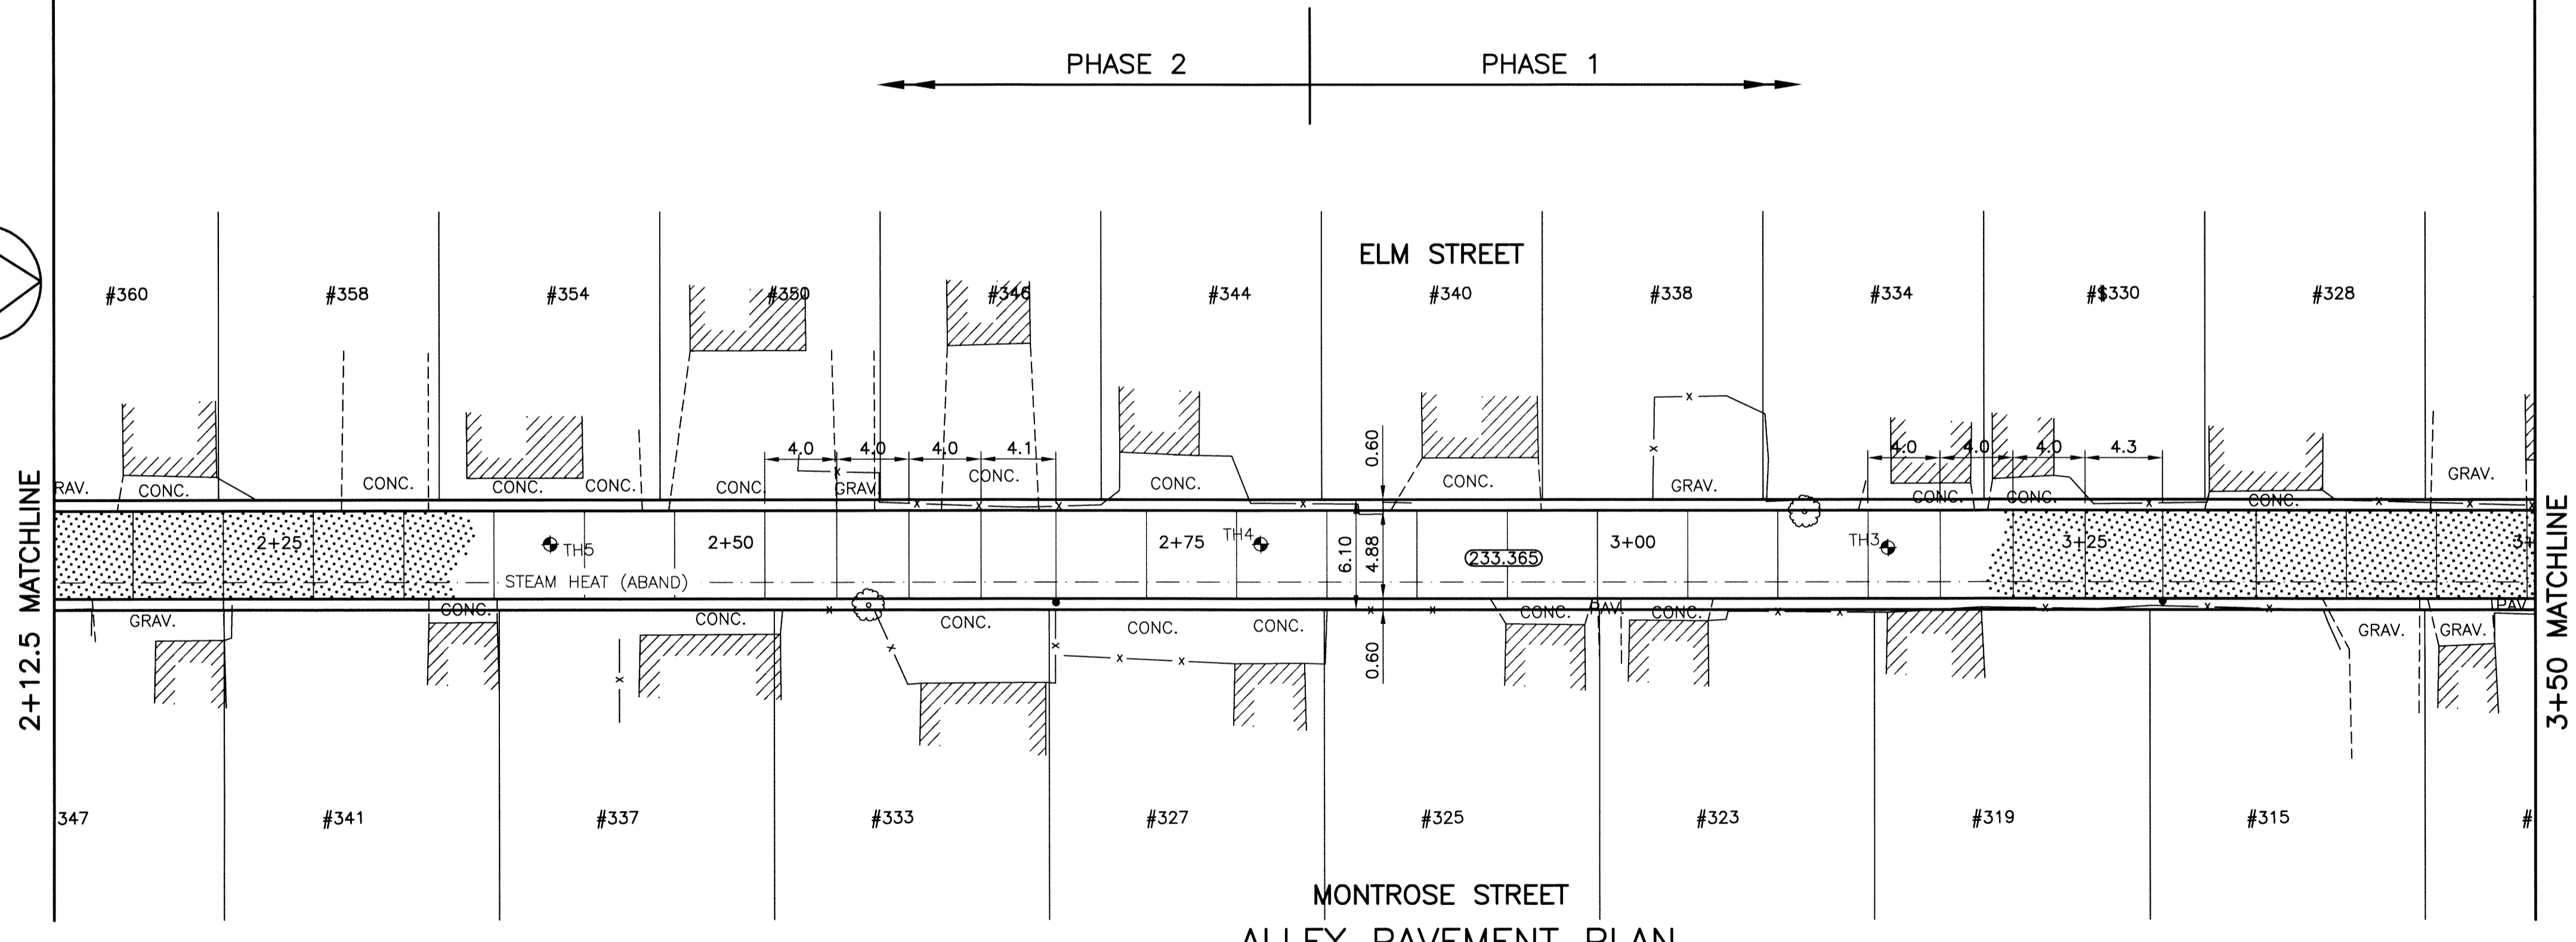 PHASE 2 PHASE 1
ELM STREET
#360 #358 #354 #350 #346 #344 #340 #338 #334 #$330 #328
4.0 4.0 4.0 4.1 0.60 4.0 4.0 4.0 4.3
RAV. CONC. CONC. CONC. CONC. CONC. GRAV. CONC. CONC. CONC. GRAV. CONC. CONC. CONC. GRAV.
2+12.5 MATCHLINE
2+25 TH5 2+50 2+75 TH4 6.10 4.88 233.365 3+00 TH3 3+25 3+
STEAM HEAT (ABAND)
3+50 MATCHLINE
GRAV. CONC. CONC. CONC. CONC. CONC. 0.60 CONC. PAV. CONC. GRAV. GRAV. PAV.
347 #341 #337 #333 #327 #325 #323 #319 #315 #
MONTROSE STREET
ALLEY PAVEMENT PLAN